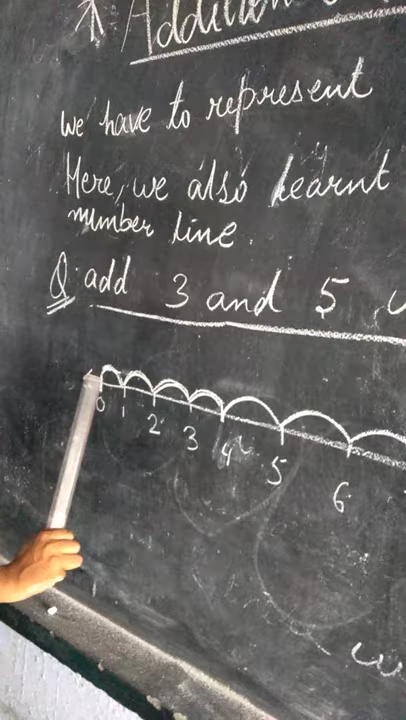 Addition
we have to represent
Here, we also learnt
number line.
Q. add 3 and 5
0 1 2 3 4 5 6